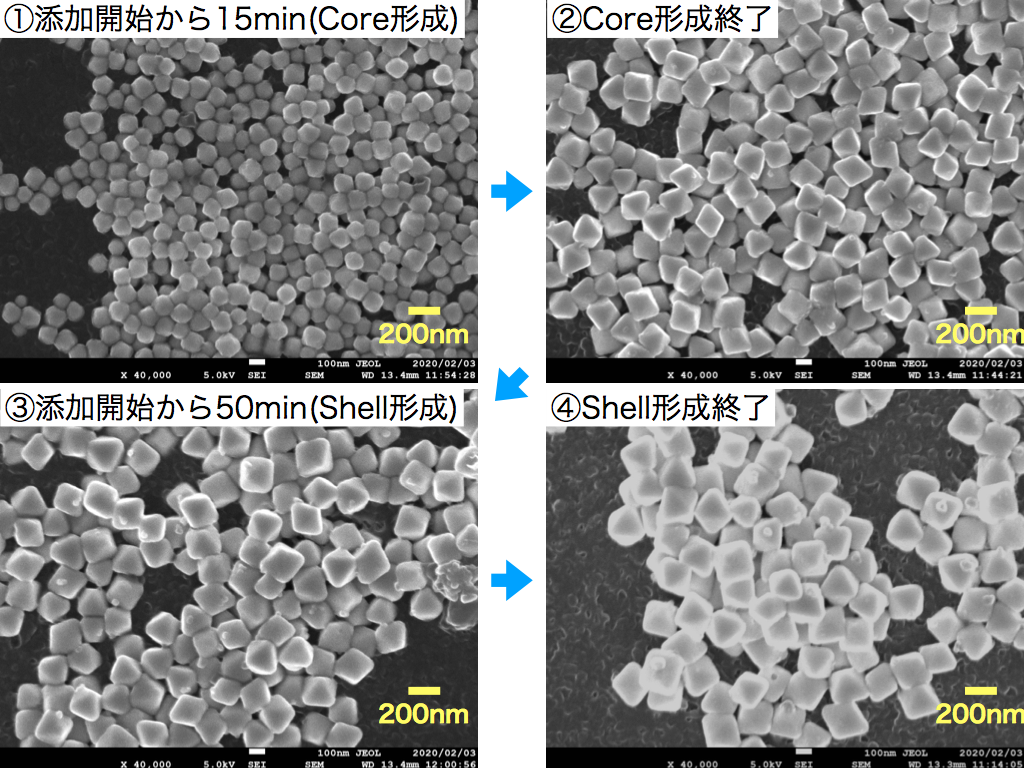 ①添加開始から15min(Core形成)
200nm
100nm JEOL 2020/02/03
X 40,000 5.0kV SEI SEM WD 13.4mm 11:54:28
②Core形成終了
200nm
100nm JEOL 2020/02/03
X 40,000 5.0kV SEI SEM WD 13.4mm 11:44:21
③添加開始から50min(Shell形成)
200nm
100nm JEOL 2020/02/03
X 40,000 5.0kV SEI SEM WD 13.4mm 12:00:56
④Shell形成終了
200nm
100nm JEOL 2020/02/03
X 40,000 5.0kV SEI SEM WD 13.3mm 11:14:05